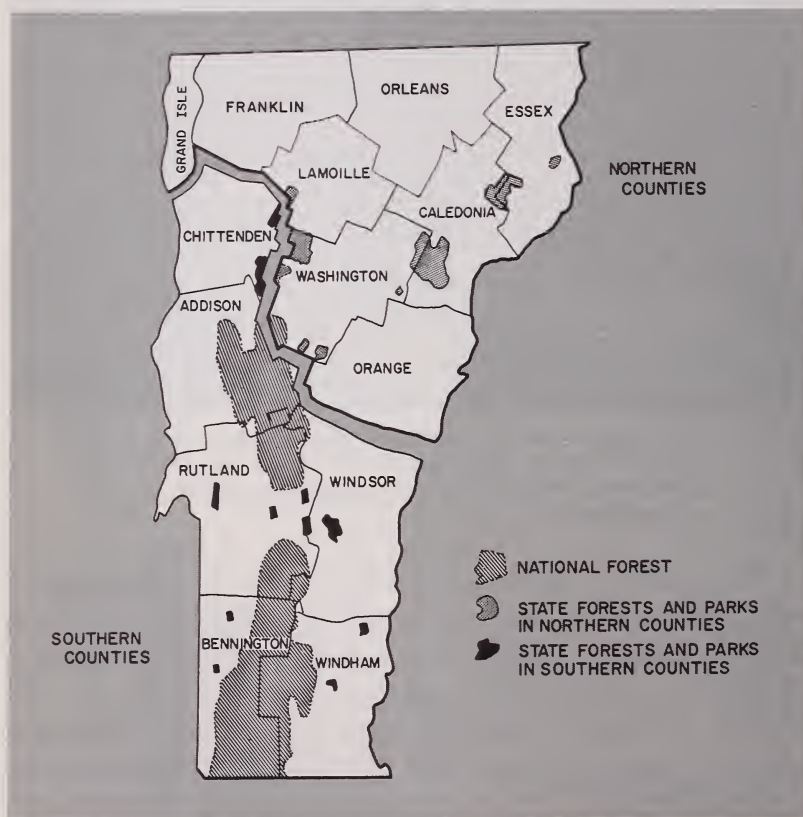 GRAND ISLE
FRANKLIN
ORLEANS
ESSEX
LAMOILLE
NORTHERN
COUNTIES
CALEDONIA
CHITTENDEN
WASHINGTON
ADDISON
ORANGE
RUTLAND
WINDSOR
NATIONAL FOREST
STATE FORESTS AND PARKS
IN NORTHERN COUNTIES
SOUTHERN
COUNTIES
BENNINGTON
WINDHAM
STATE FORESTS AND PARKS
IN SOUTHERN COUNTIES